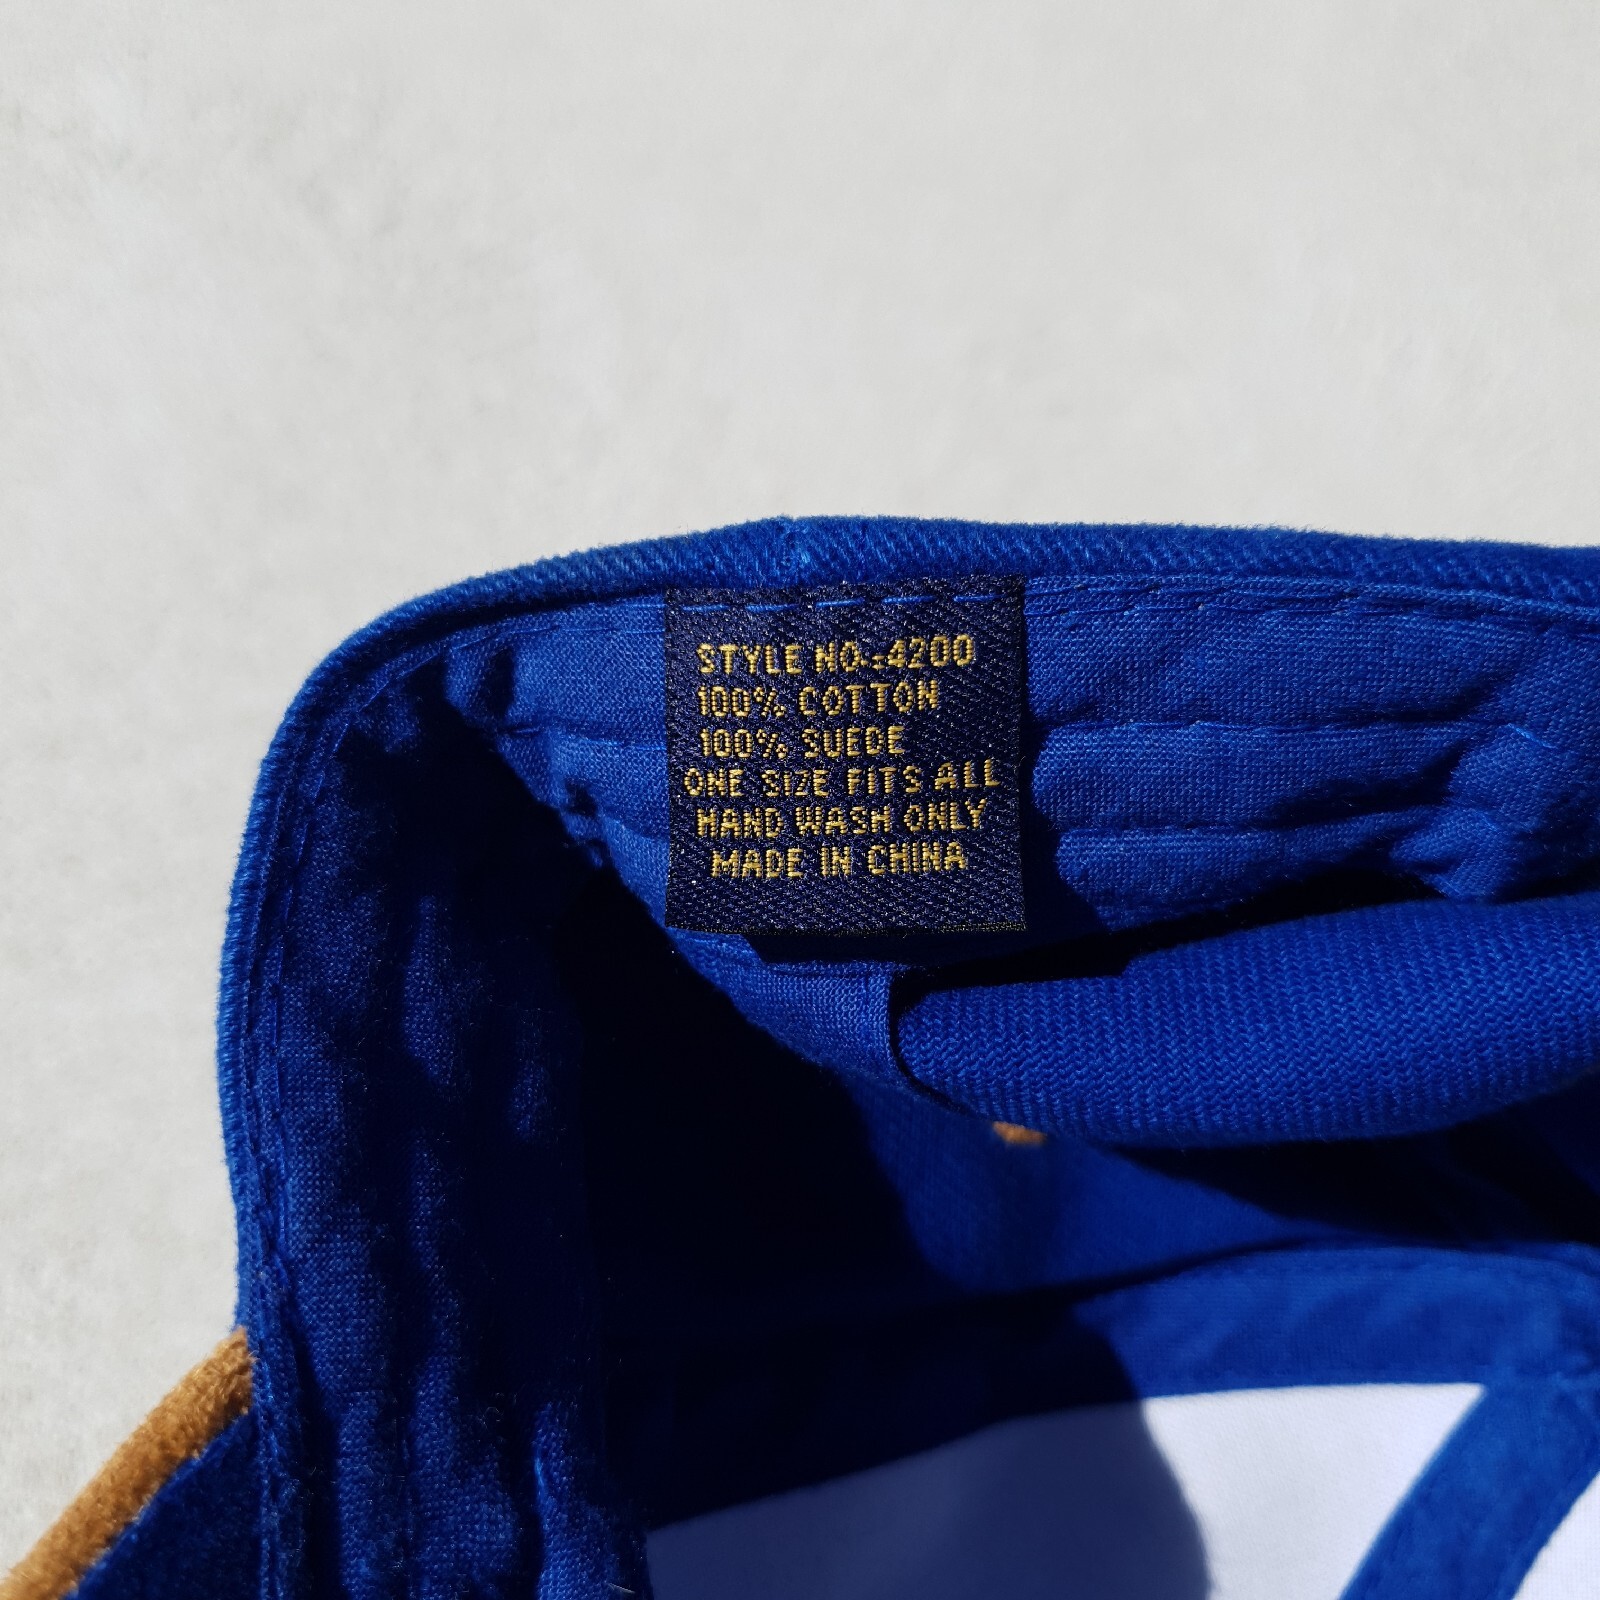 STYLE NO.:4200
100% COTTON
100% SUEDE
ONE SIZE FITS ALL
HAND WASH ONLY
MADE IN CHINA